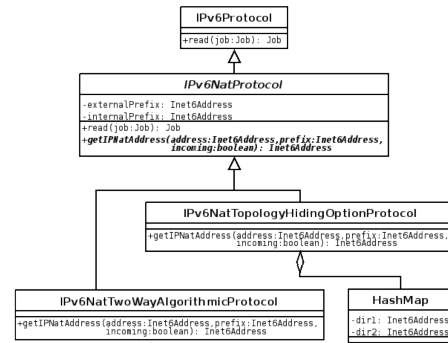 IPv6Protocol
+read(job:Job): Job
IPv6NatProtocol
-externalPrefix: Inet6Address
-internalPrefix: Inet6Address
+read(job:Job): Job
+getIPNatAddress(address:Inet6Address,prefix:Inet6Address,
incoming:boolean): Inet6Address
IPv6NatTopologyHidingOptionProtocol
+getIPNatAddress(address:Inet6Address,prefix:Inet6Address,
incoming:boolean): Inet6Address
IPv6NatTwoWayAlgorithmicProtocol
+getIPNatAddress(address:Inet6Address,prefix:Inet6Address,
incoming:boolean): Inet6Address
HashMap
-dir1: Inet6Address
-dir2: Inet6Address